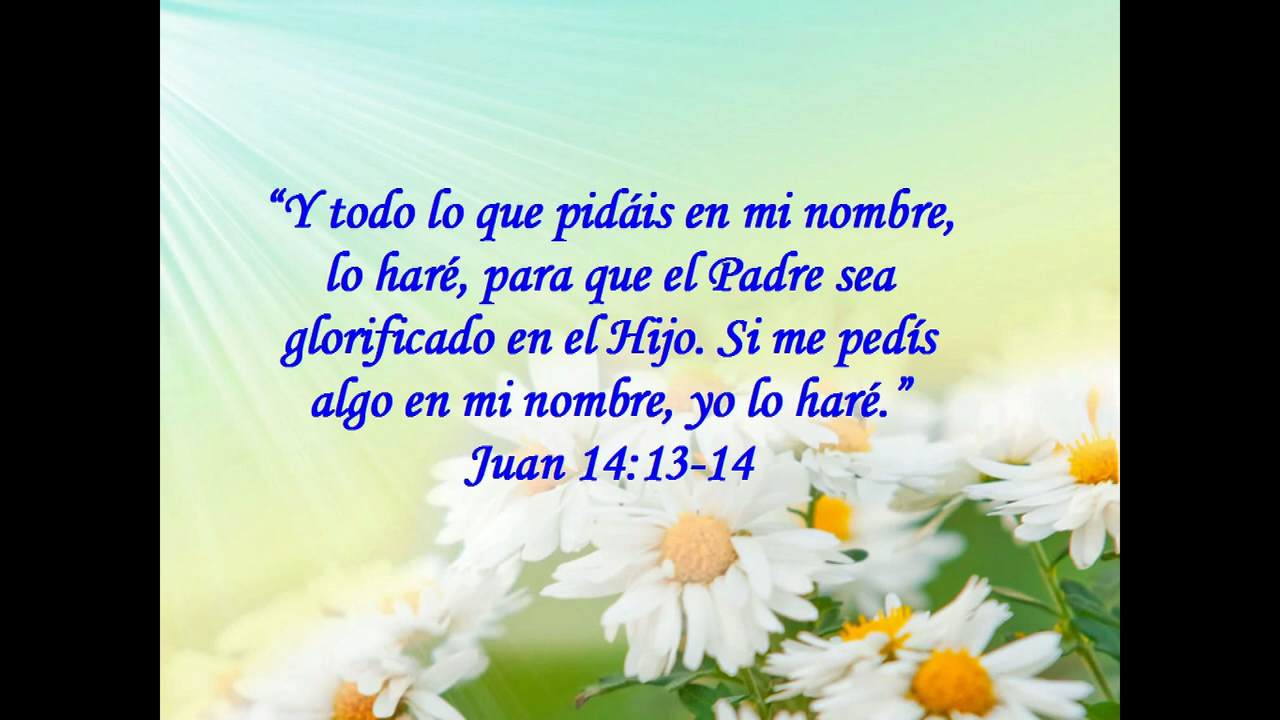 “Y todo lo que pidáis en mi nombre,
lo haré, para que el Padre sea
glorificado en el Hijo. Si me pedís
algo en mi nombre, yo lo haré.”
Juan 14:13-14